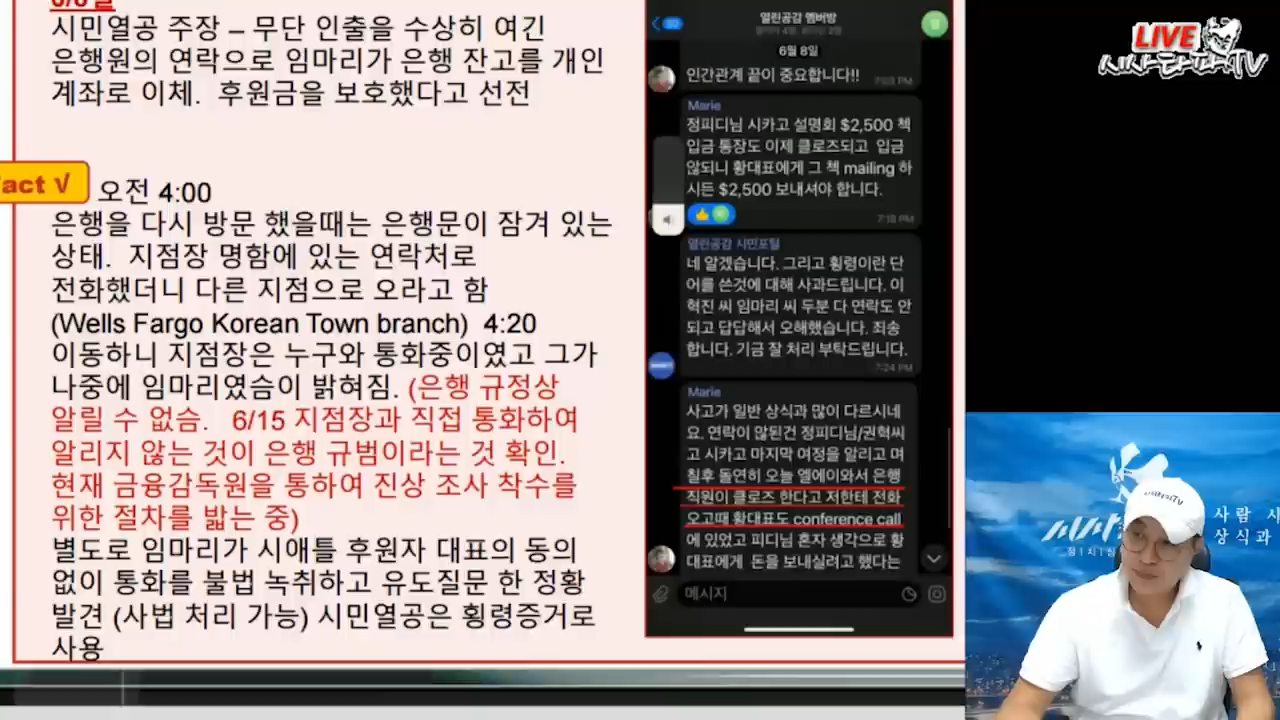 시민열공 주장 – 무단 인출을 수상히 여긴
은행원의 연락으로 임마리가 은행 잔고를 개인
계좌로 이체. 후원금을 보호했다고 선전
act √
오전 4:00
은행을 다시 방문 했을때는 은행문이 잠겨 있는
상태. 지점장 명함에 있는 연락처로
전화했더니 다른 지점으로 오라고 함
(Wells Fargo Korean Town branch) 4:20
이동하니 지점장은 누구와 통화중이였고 그가
나중에 임마리였슴이 밝혀짐. (은행 규정상
알릴 수 없슴. 6/15 지점장과 직접 통화하여
알리지 않는 것이 은행 규범이라는 것 확인.
현재 금융감독원을 통하여 진상 조사 착수를
위한 절차를 밟는 중)
별도로 임마리가 시애틀 후원자 대표의 동의
없이 통화를 불법 녹취하고 유도질문 한 정황
발견 (사법 처리 가능) 시민열공은 횡령증거로
사용
열린공감 멤버방
6월 8일
인간관계 끝이 중요합니다!!
Marie
정피디님 시카고 설명회 $2,500 첵
입금 통장도 이제 클로즈되고 입금
않되니 황대표에게 그 첵 mailing 하
시든 $2,500 보내셔야 합니다.
7:18 PM
열린공감 시민포털
네 알겠습니다. 그리고 횡령이란 단
어를 쓴것에 대해 사과드립니다. 이
혁진 씨 임마리 씨 두분 다 연락도 안
되고 답답해서 오해했습니다. 죄송
합니다. 기금 잘 처리 부탁드립니다.
7:24 PM
Marie
사고가 일반 상식과 많이 다르시네
요. 연락이 않된건 정피디님/권혁씨
고 시카고 마지막 여정을 알리고 며
칠후 돌연히 오늘 엘에이와서 은행
직원이 클로즈 한다고 저한테 전화
오고때 황대표도 conference call
에 있었고 피디님 혼자 생각으로 황
대표에게 돈을 보내실려고 했다는
메시지
LIVE
시사타파TV
사람 사
상식과